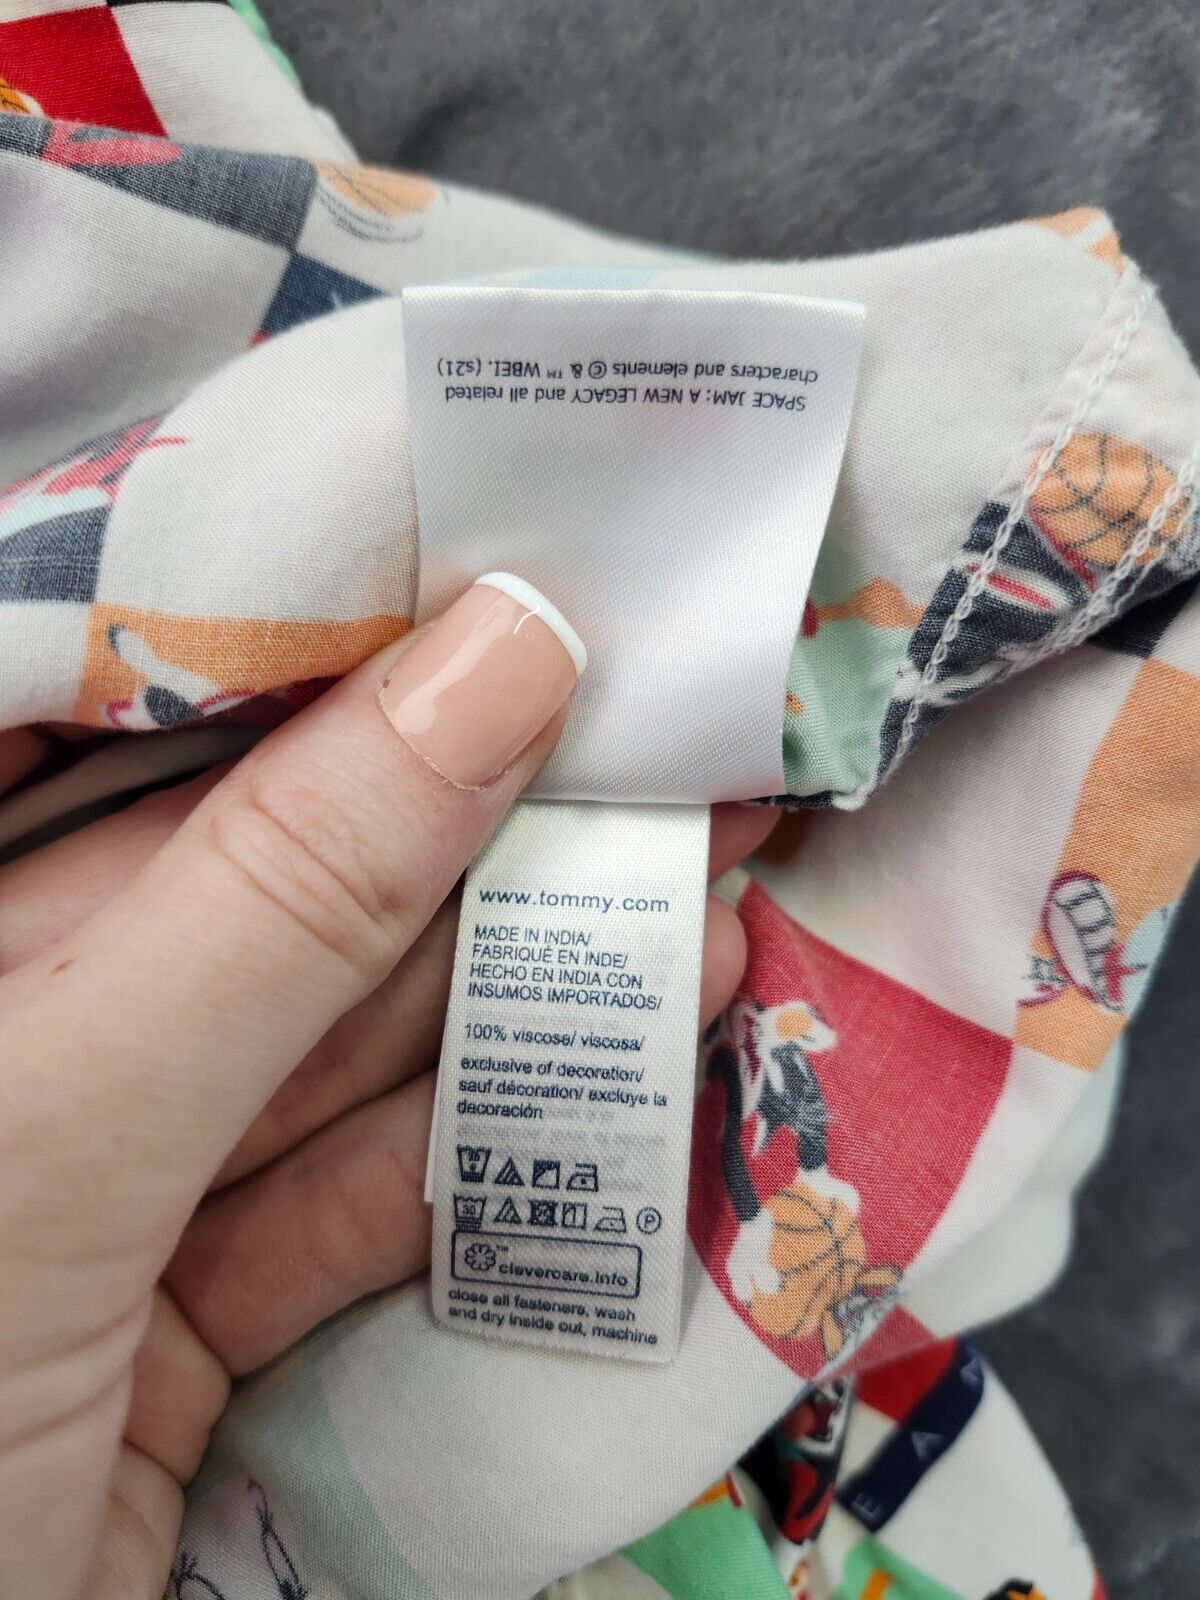 SPACE JAM: A NEW LEGACY and all related
characters and elements © & ™ WBEI. (s21)
www.tommy.com
MADE IN INDIA/
FABRIQUÉ EN INDE/
HECHO EN INDIA CON
INSUMOS IMPORTADOS/
100% viscose/ viscosa/
exclusive of decoration/
sauf décoration/ excluye la
decoración
30
P
™ clevercare.info
close all fasteners, wash
and dry inside out, machine
E A N